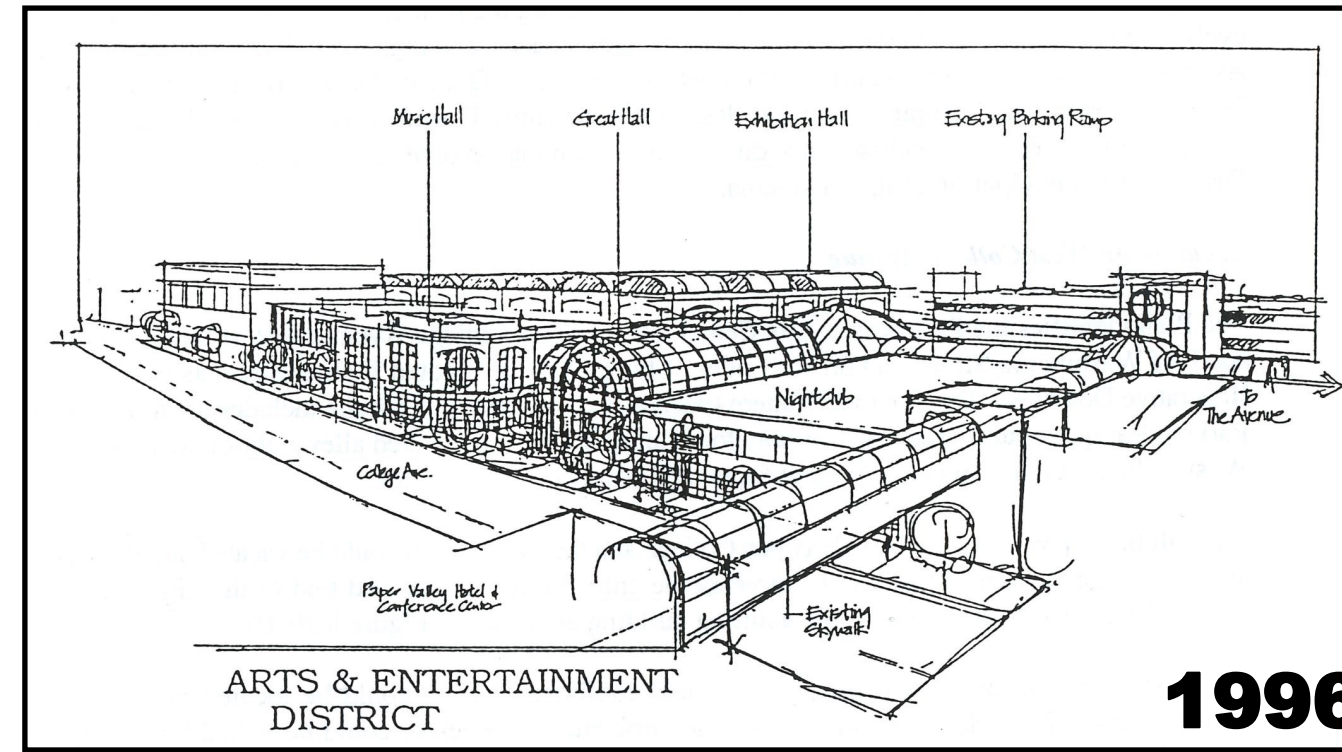 Music Hall
Great Hall
Exhibition Hall
Existing Parking Ramp
Nightclub
To
The Avenue
College Ave.
Paper Valley Hotel &
Conference Center
Existing
Skywalk
ARTS & ENTERTAINMENT
DISTRICT
1996